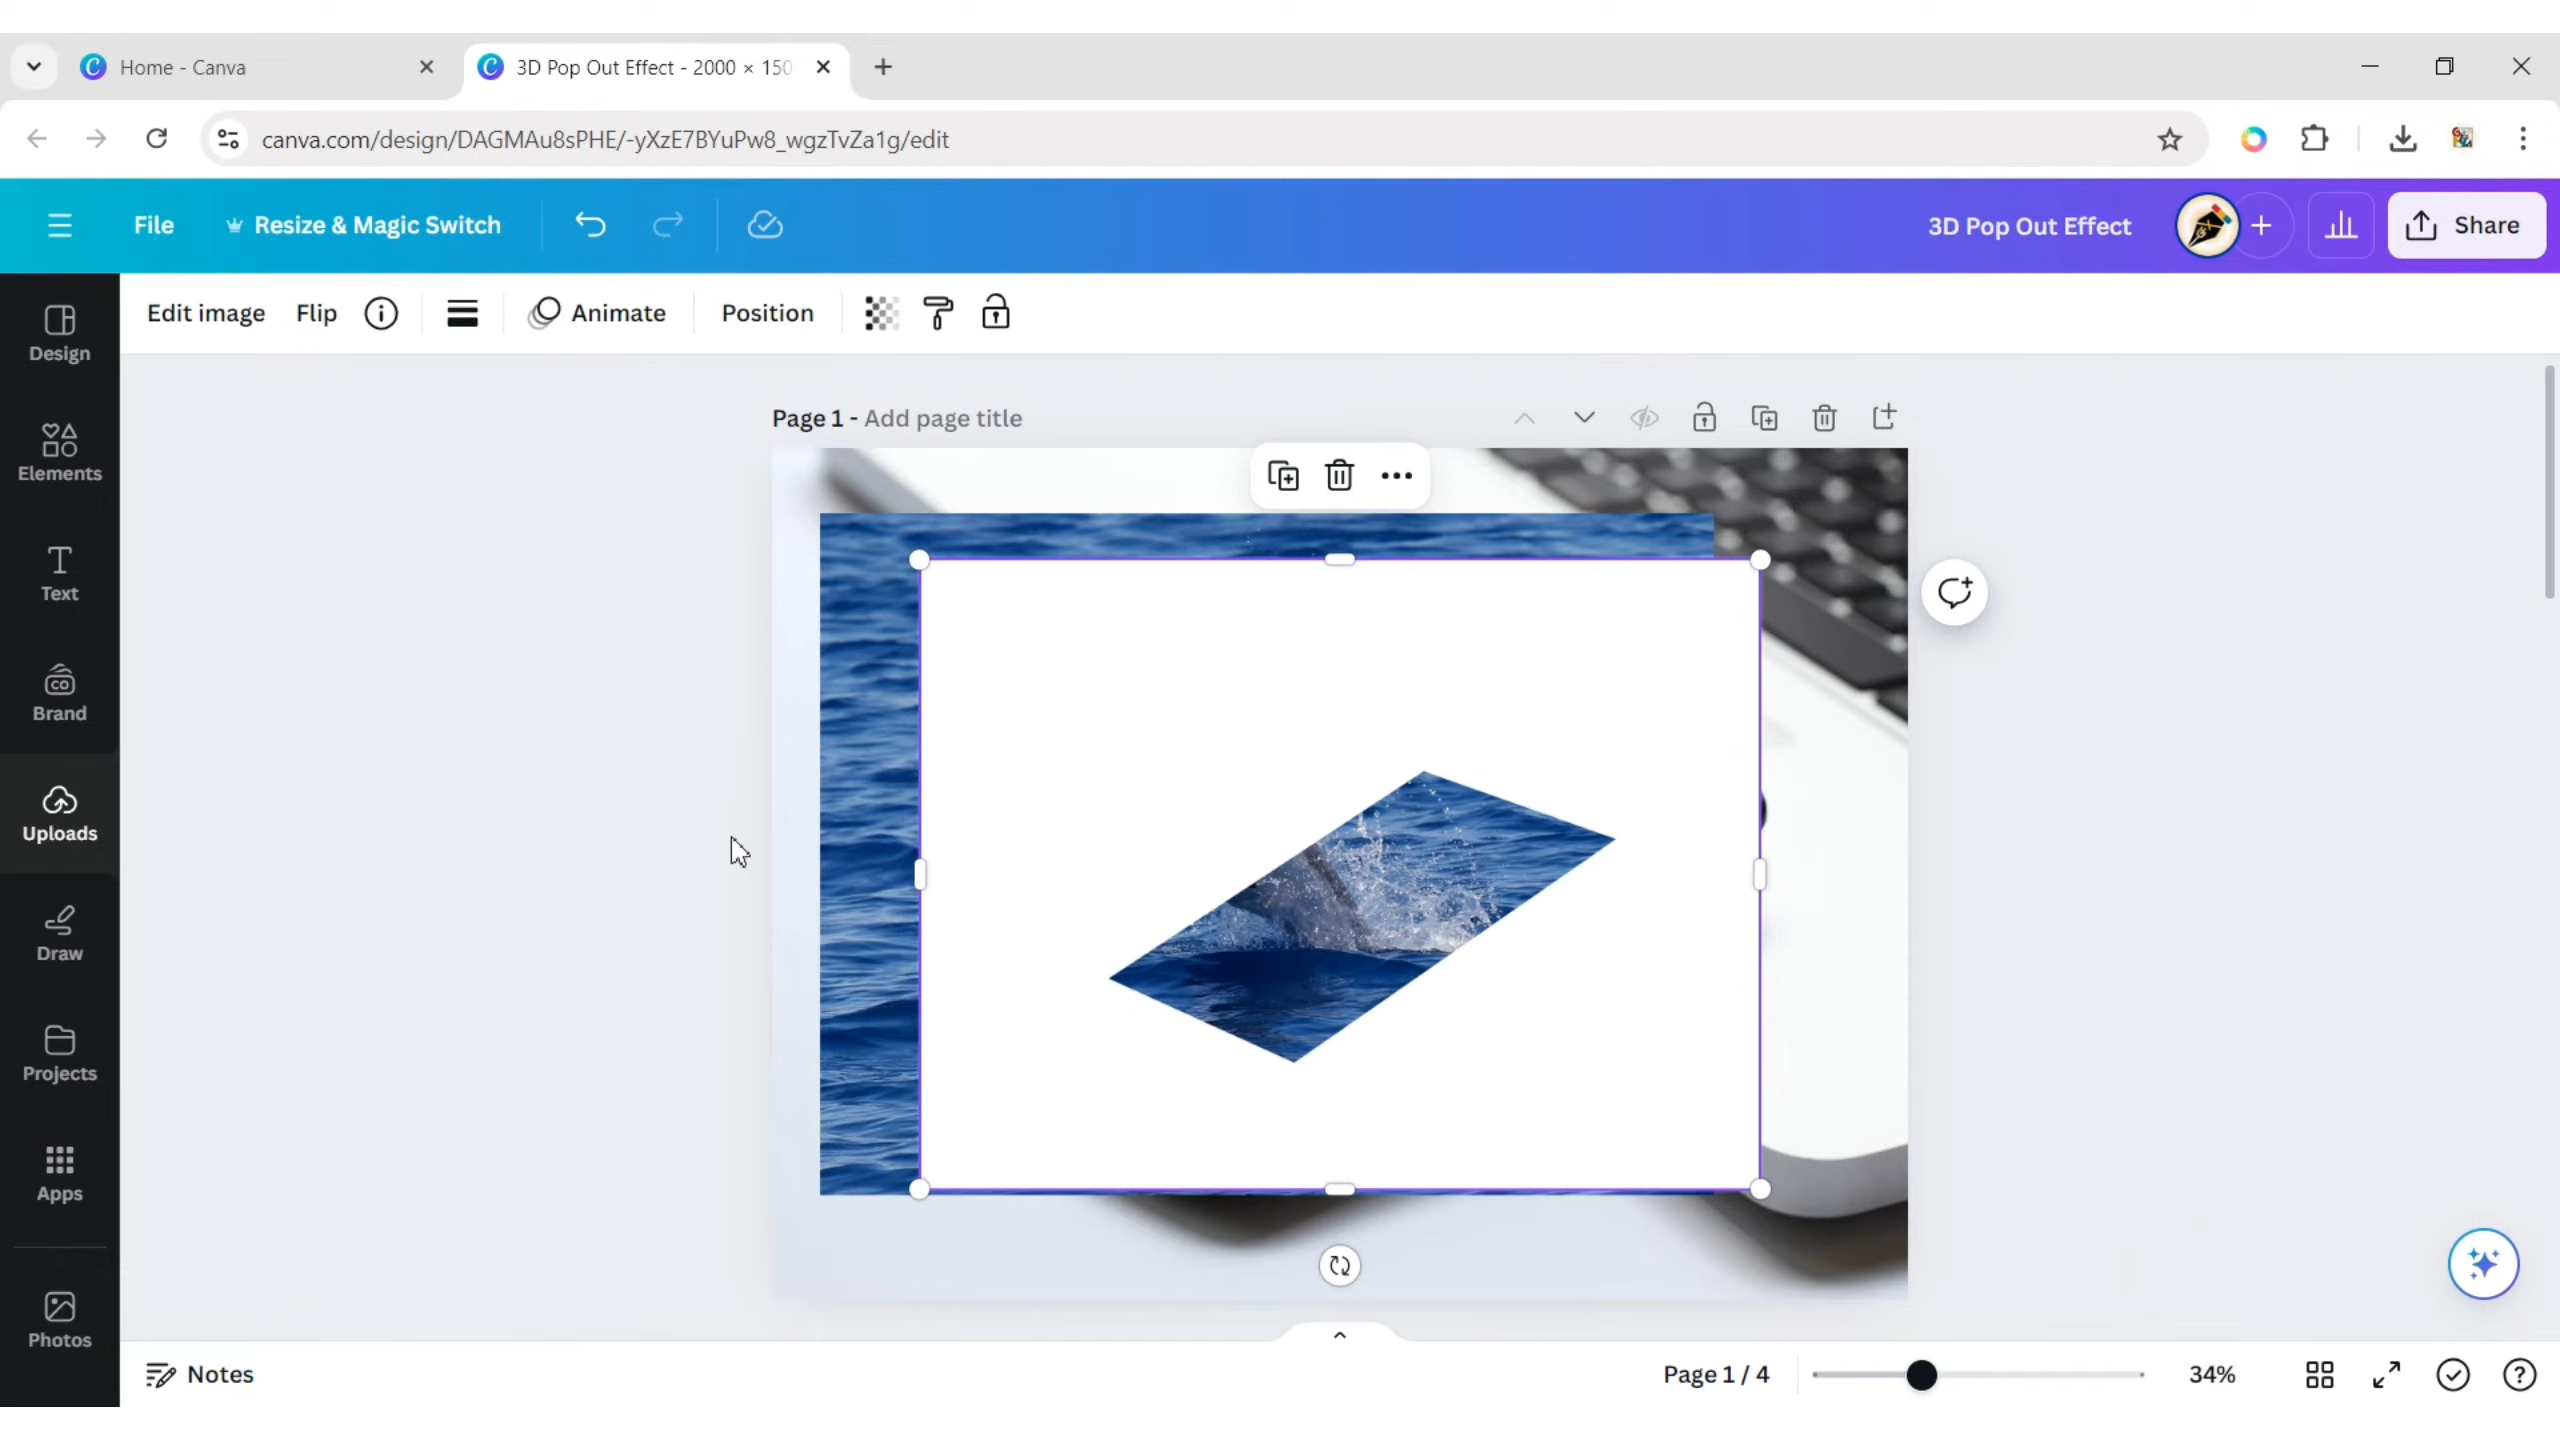 Home - Canva
3D Pop Out Effect - 2000 × 150
canva.com/design/DAGMAu8sPHE/-yXzE7BYuPw8_wgzTvZa1g/edit
File
Resize & Magic Switch
3D Pop Out Effect
Share
Edit image
Flip
Animate
Position
Design
Elements
Text
Brand
Uploads
Draw
Projects
Apps
Photos
Page 1 - Add page title
Notes
Page 1 / 4
34%